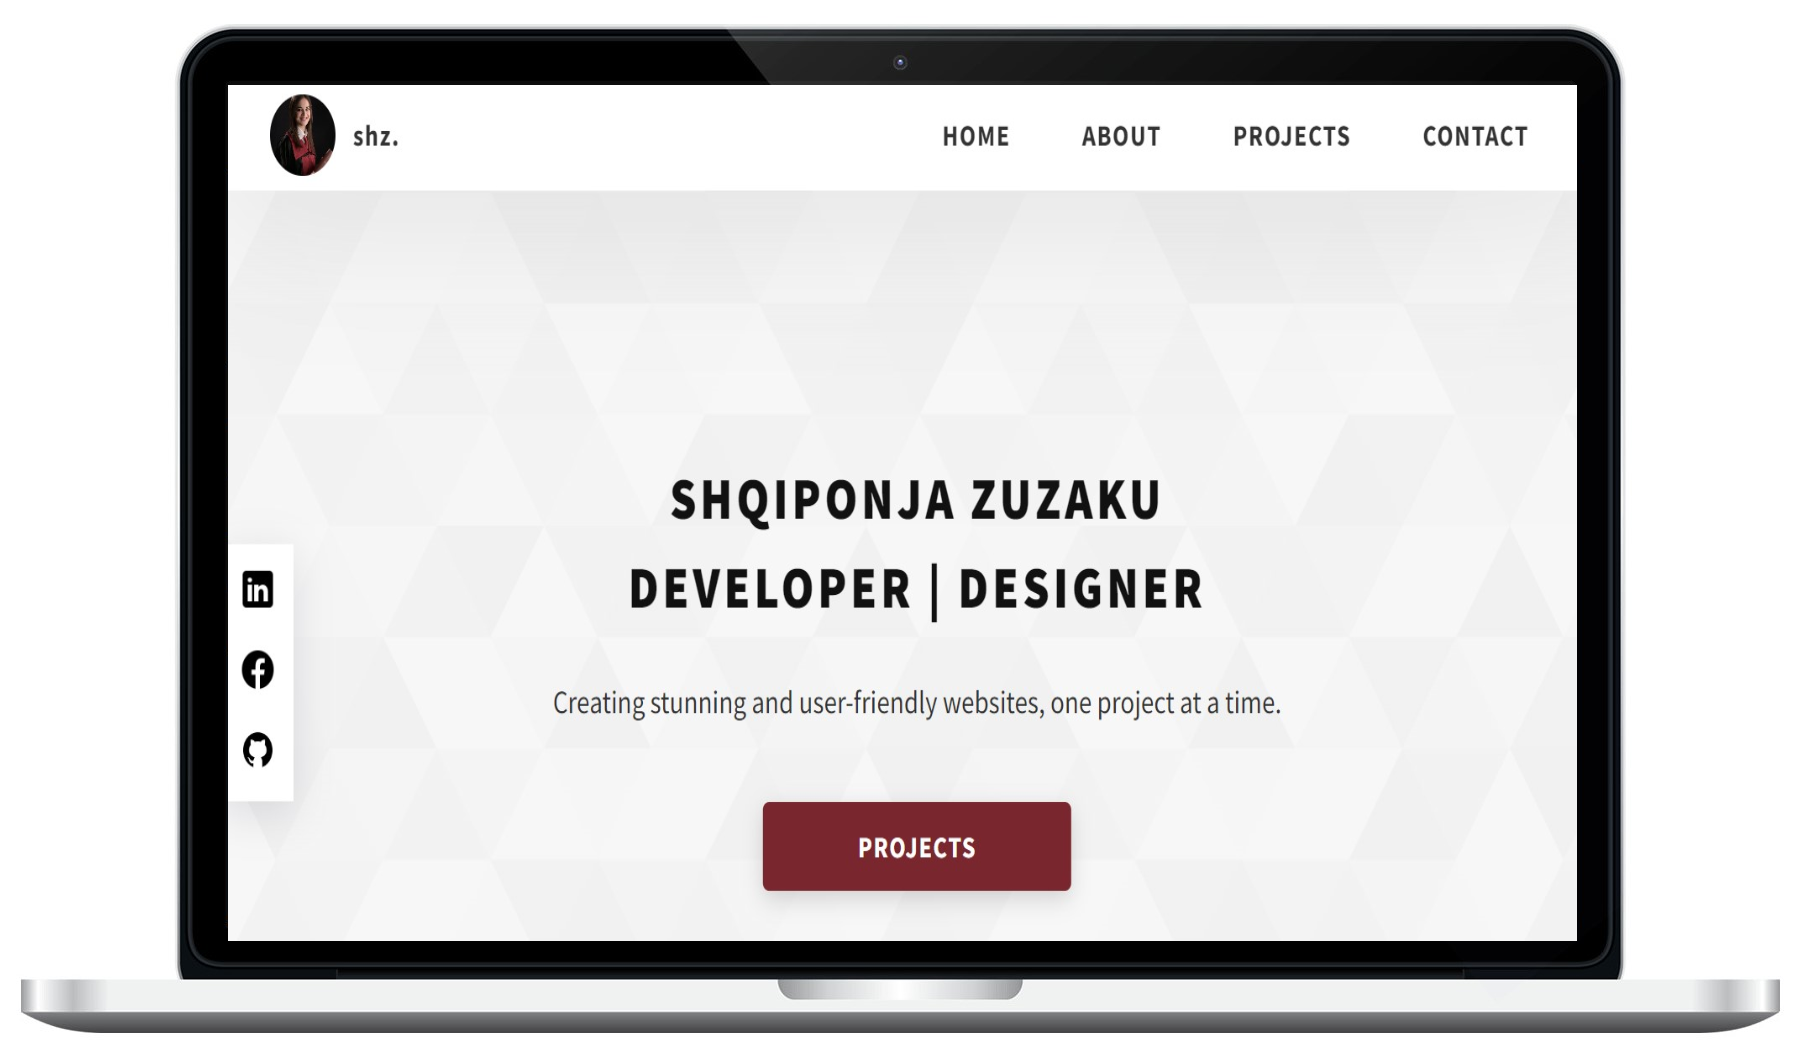 shz.
HOME ABOUT PROJECTS CONTACT
SHQIPONJA ZUZAKU
DEVELOPER | DESIGNER
in
Creating stunning and user-friendly websites, one project at a time.
PROJECTS